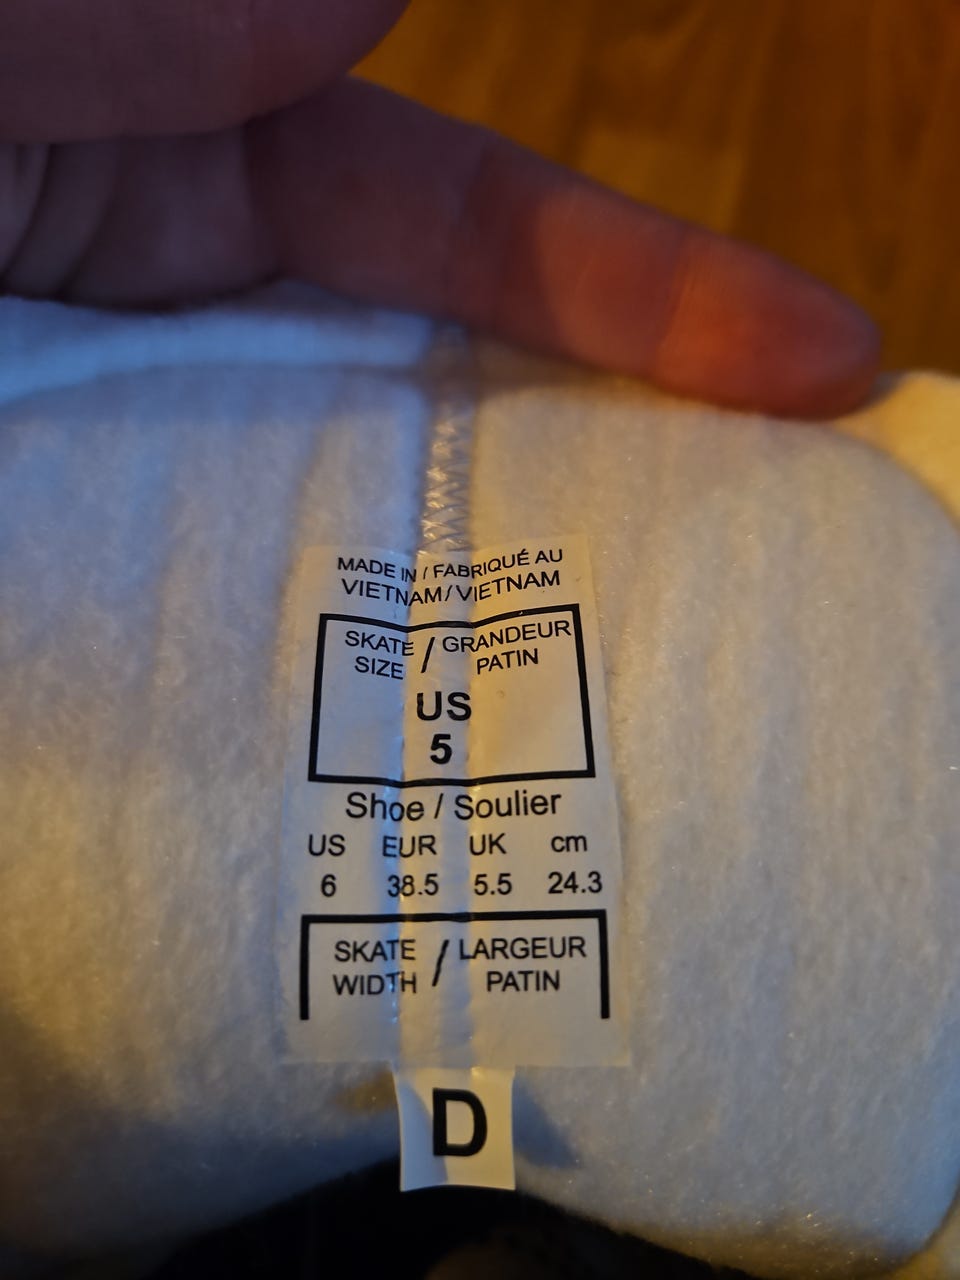 MADE IN / FABRIQUÉ AU
VIETNAM / VIETNAM
SKATE SIZE / GRANDEUR PATIN
US
5
Shoe / Soulier
US EUR UK cm
6 38.5 5.5 24.3
SKATE WIDTH / LARGEUR PATIN
D